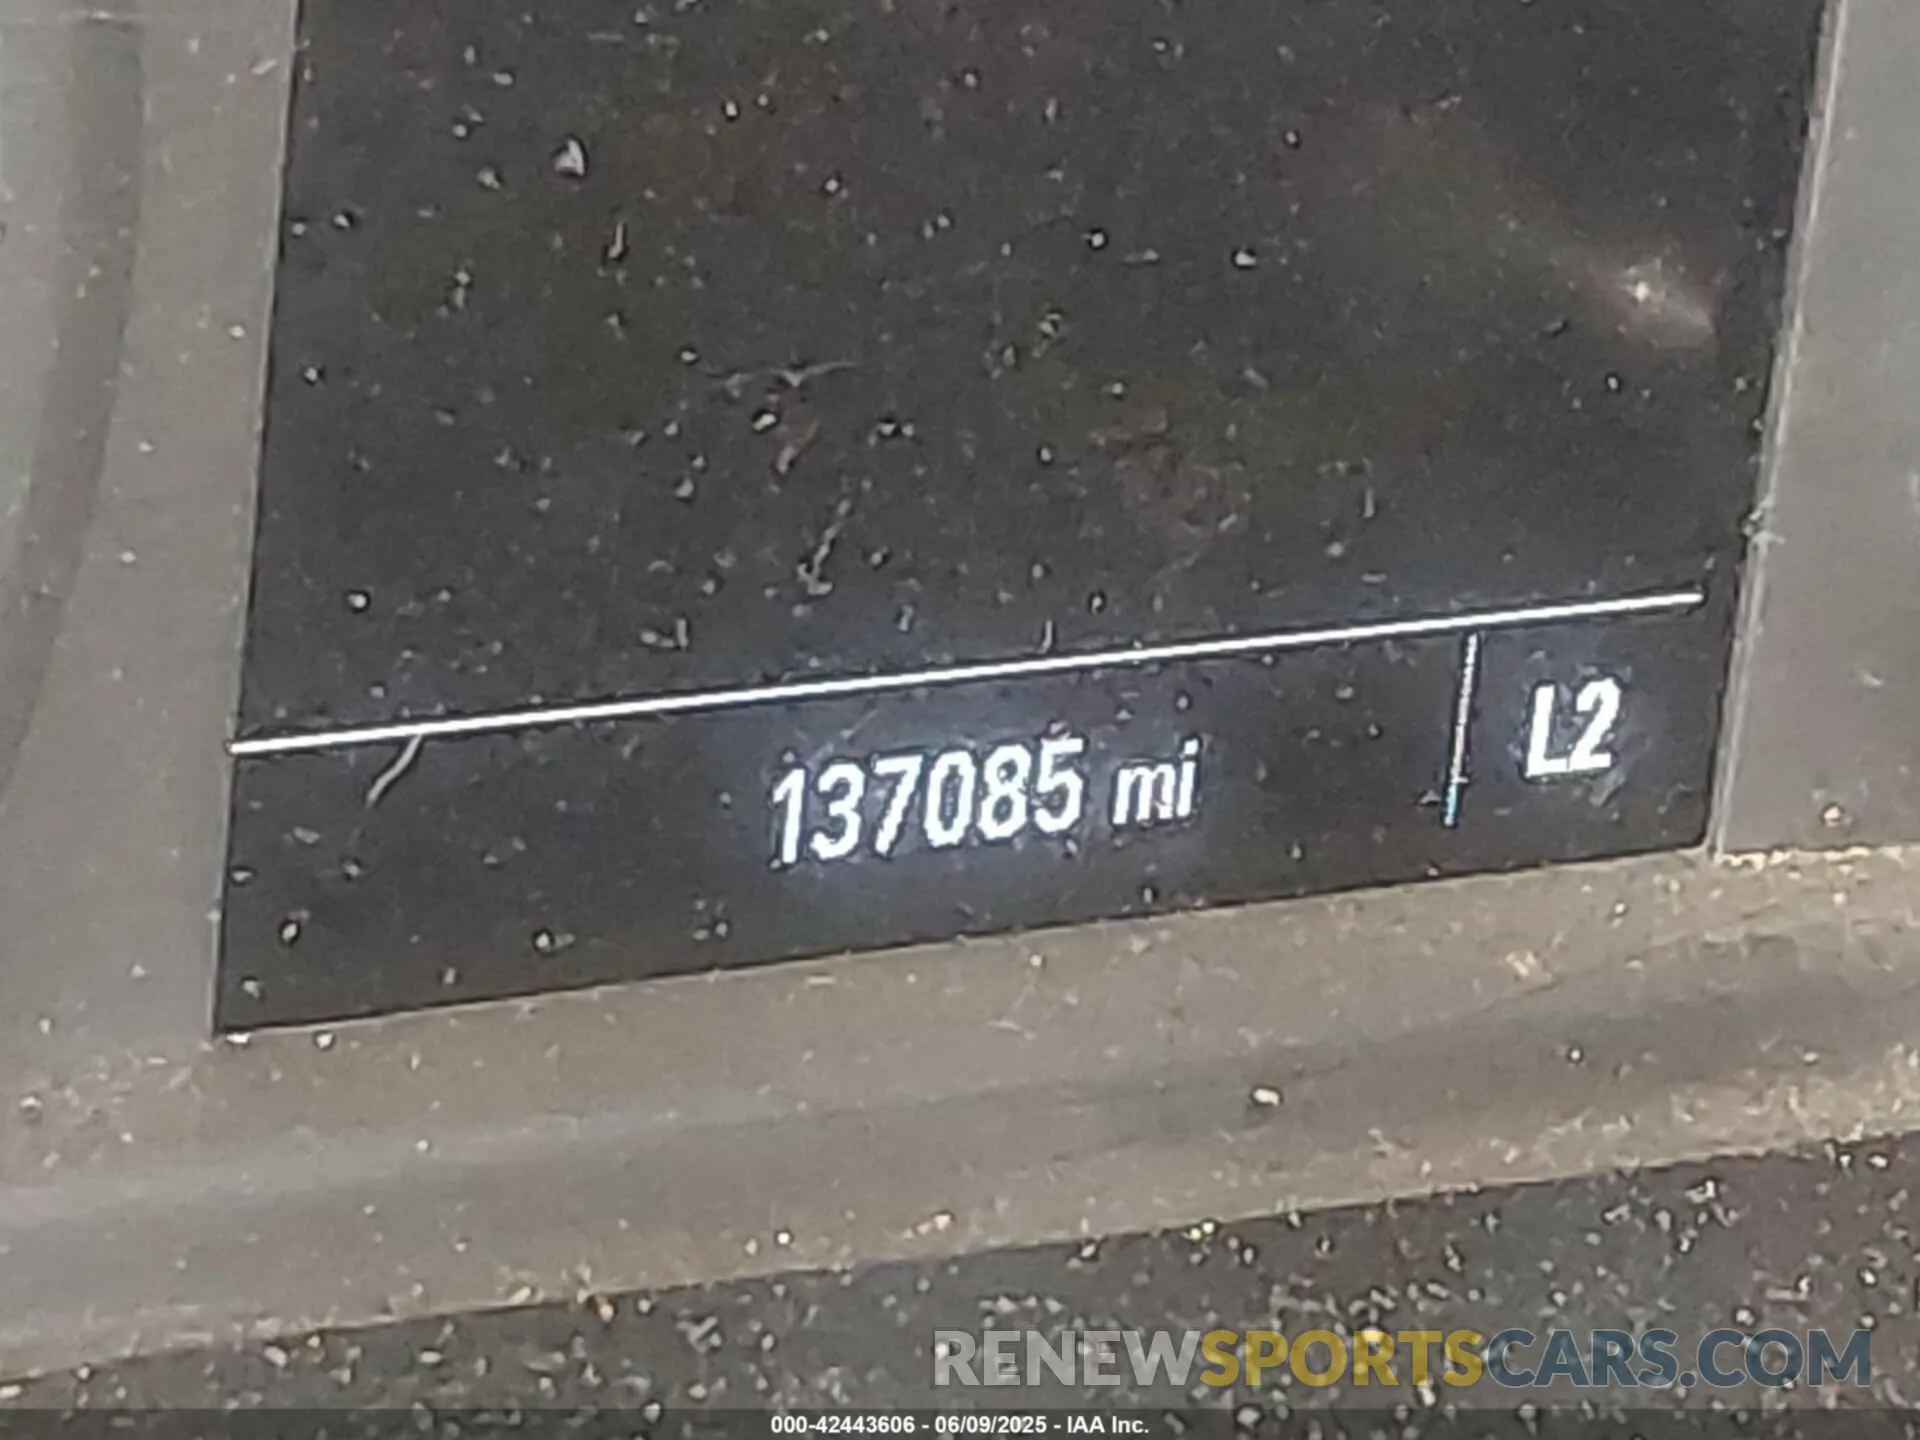 137085 mi L2
RENEWSPORTSCARS.COM
000-42443606 - 06/09/2025 - IAA Inc.